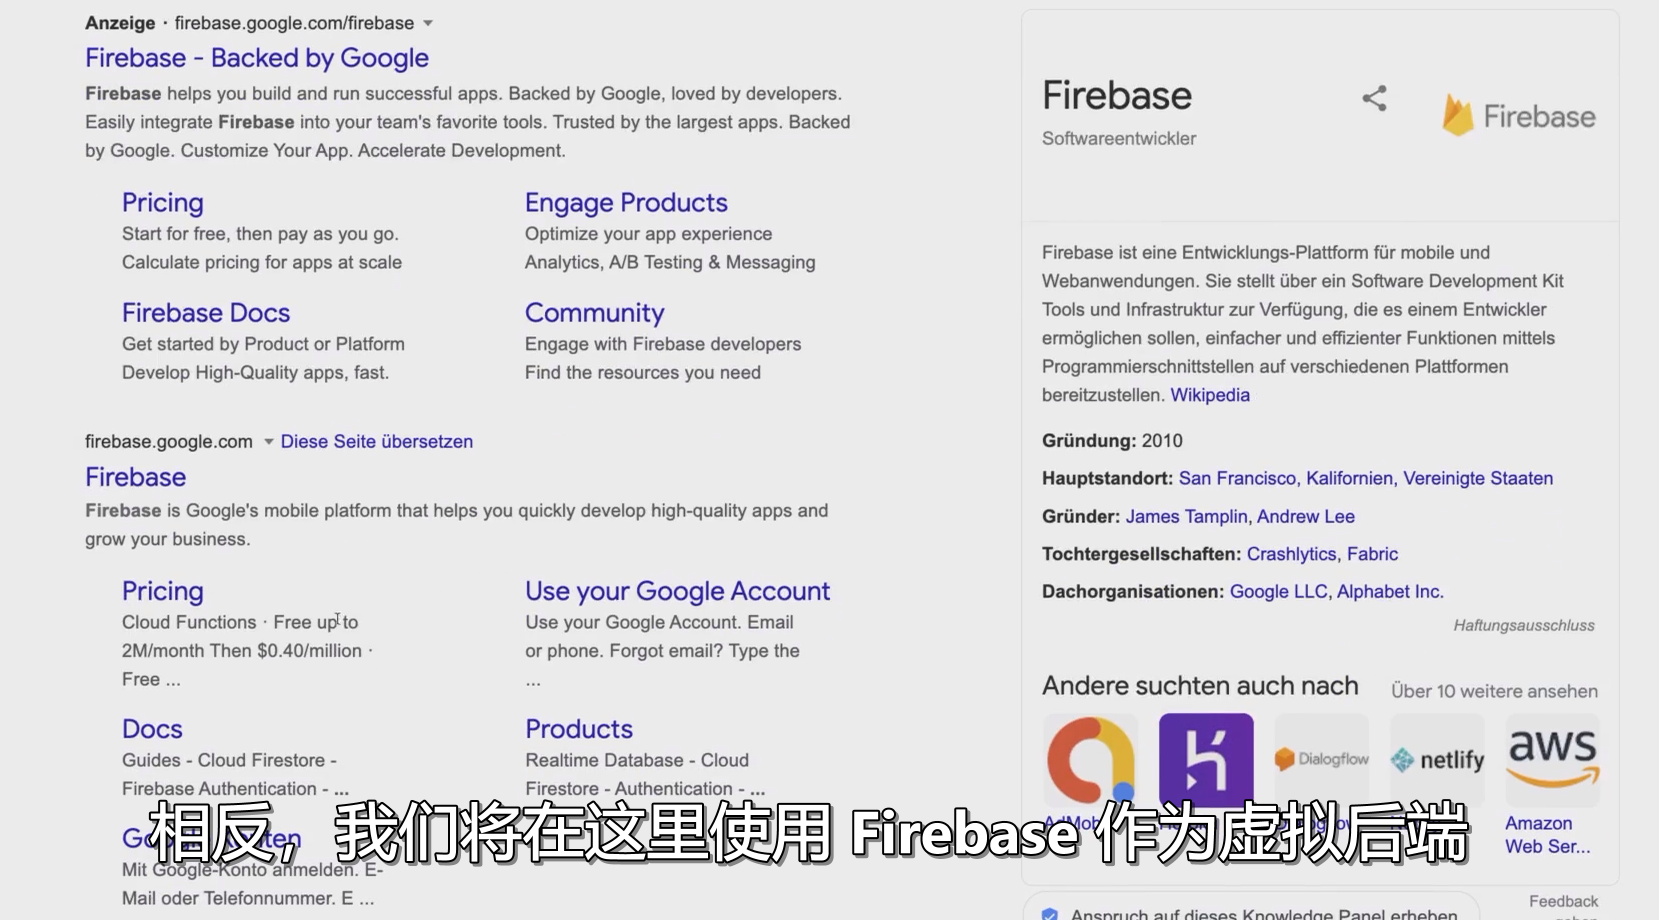 Anzeige · firebase.google.com/firebase
Firebase - Backed by Google
Firebase helps you build and run successful apps. Backed by Google, loved by developers.
Easily integrate Firebase into your team's favorite tools. Trusted by the largest apps. Backed
by Google. Customize Your App. Accelerate Development.
Pricing
Start for free, then pay as you go.
Calculate pricing for apps at scale
Engage Products
Optimize your app experience
Analytics, A/B Testing & Messaging
Firebase Docs
Get started by Product or Platform
Develop High-Quality apps, fast.
Community
Engage with Firebase developers
Find the resources you need
firebase.google.com Diese Seite übersetzen
Firebase
Firebase is Google's mobile platform that helps you quickly develop high-quality apps and
grow your business.
Pricing
Cloud Functions · Free up to
2M/month Then $0.40/million ·
Free ...
Use your Google Account
Use your Google Account. Email
or phone. Forgot email? Type the
...
Docs
Guides - Cloud Firestore -
Firebase Authentication - ...
Products
Realtime Database - Cloud
Firestore - Authentication - ...
Mit Google-Konto anmelden. E-
Mail oder Telefonnummer. E ...
Firebase
Softwareentwickler
Firebase
Firebase ist eine Entwicklungs-Plattform für mobile und
Webanwendungen. Sie stellt über ein Software Development Kit
Tools und Infrastruktur zur Verfügung, die es einem Entwickler
ermöglichen sollen, einfacher und effizienter Funktionen mittels
Programmierschnittstellen auf verschiedenen Plattformen
bereitzustellen. Wikipedia
Gründung: 2010
Hauptstandort: San Francisco, Kalifornien, Vereinigte Staaten
Gründer: James Tamplin, Andrew Lee
Tochtergesellschaften: Crashlytics, Fabric
Dachorganisationen: Google LLC, Alphabet Inc.
Haftungsausschluss
Andere suchten auch nach Über 10 weitere ansehen
Dialogflow
netlify
aws
AdMob
Amazon
Web Ser...
Feedback
Anspruch auf dieses Knowledge Panel erheben
相反，我们将在这里使用 Firebase 作为虚拟后端